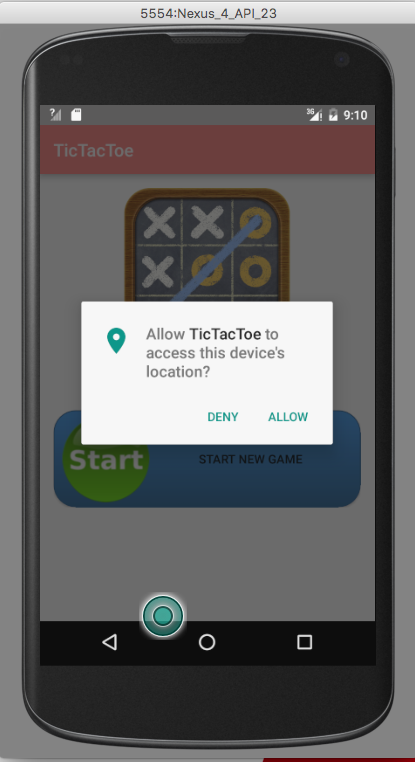 5554:Nexus_4_API_23
3G
9:10
TicTacToe
Allow TicTacToe to
access this device's
location?
DENY ALLOW
Start
START NEW GAME